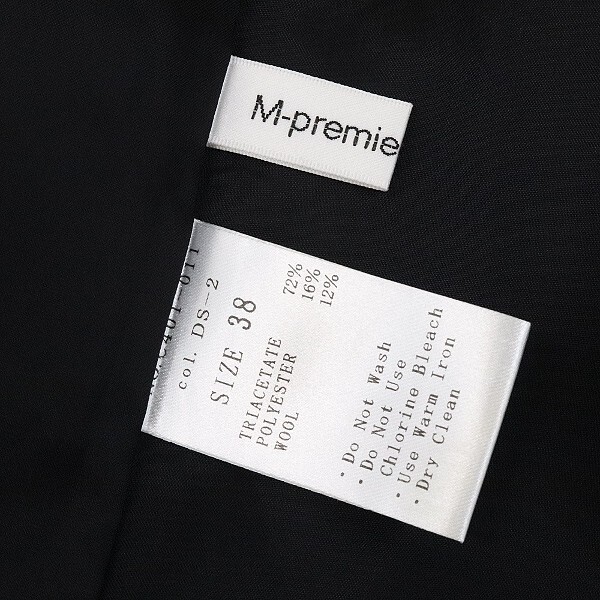 M-premie
col. DS-2
SIZE 38
TRIACETATE 72%
POLYESTER 16%
WOOL 12%
· Do Not Wash
· Do Not Use
Chlorine Bleach
· Use Warm Iron
· Dry Clean